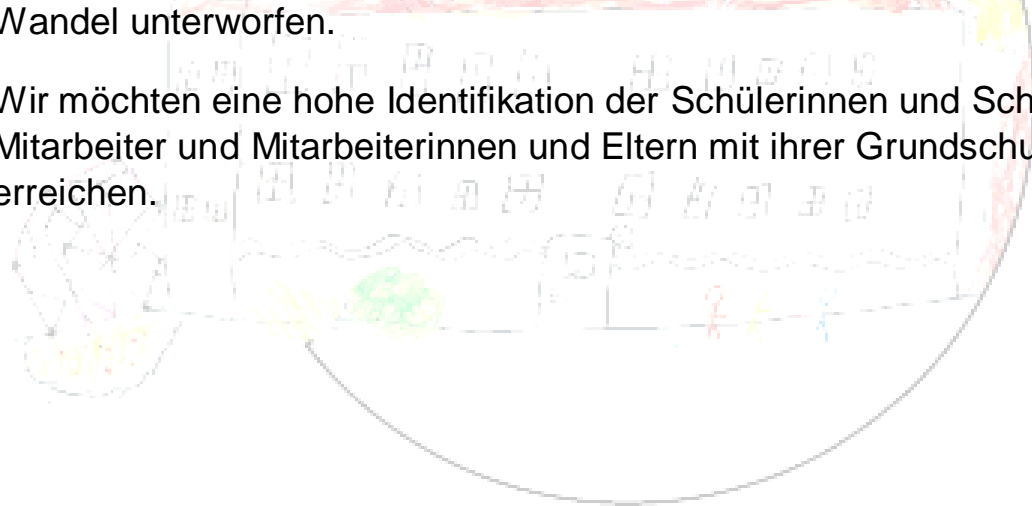 Wandel unterworfen.
Wir möchten eine hohe Identifikation der Schülerinnen und Sch
Mitarbeiter und Mitarbeiterinnen und Eltern mit ihrer Grundschu
erreichen.